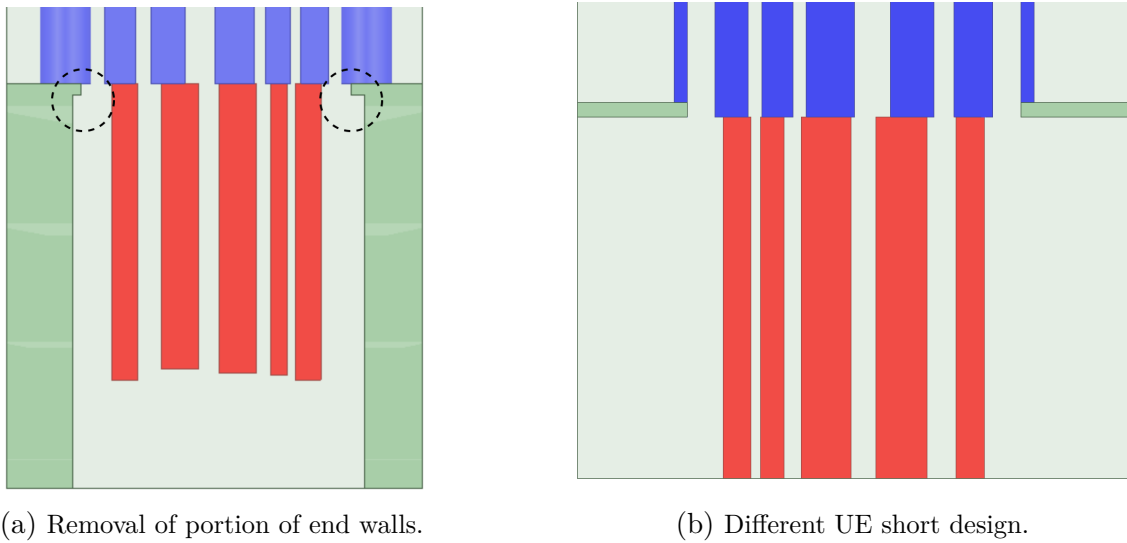 (a) Removal of portion of end walls.
(b) Different UE short design.